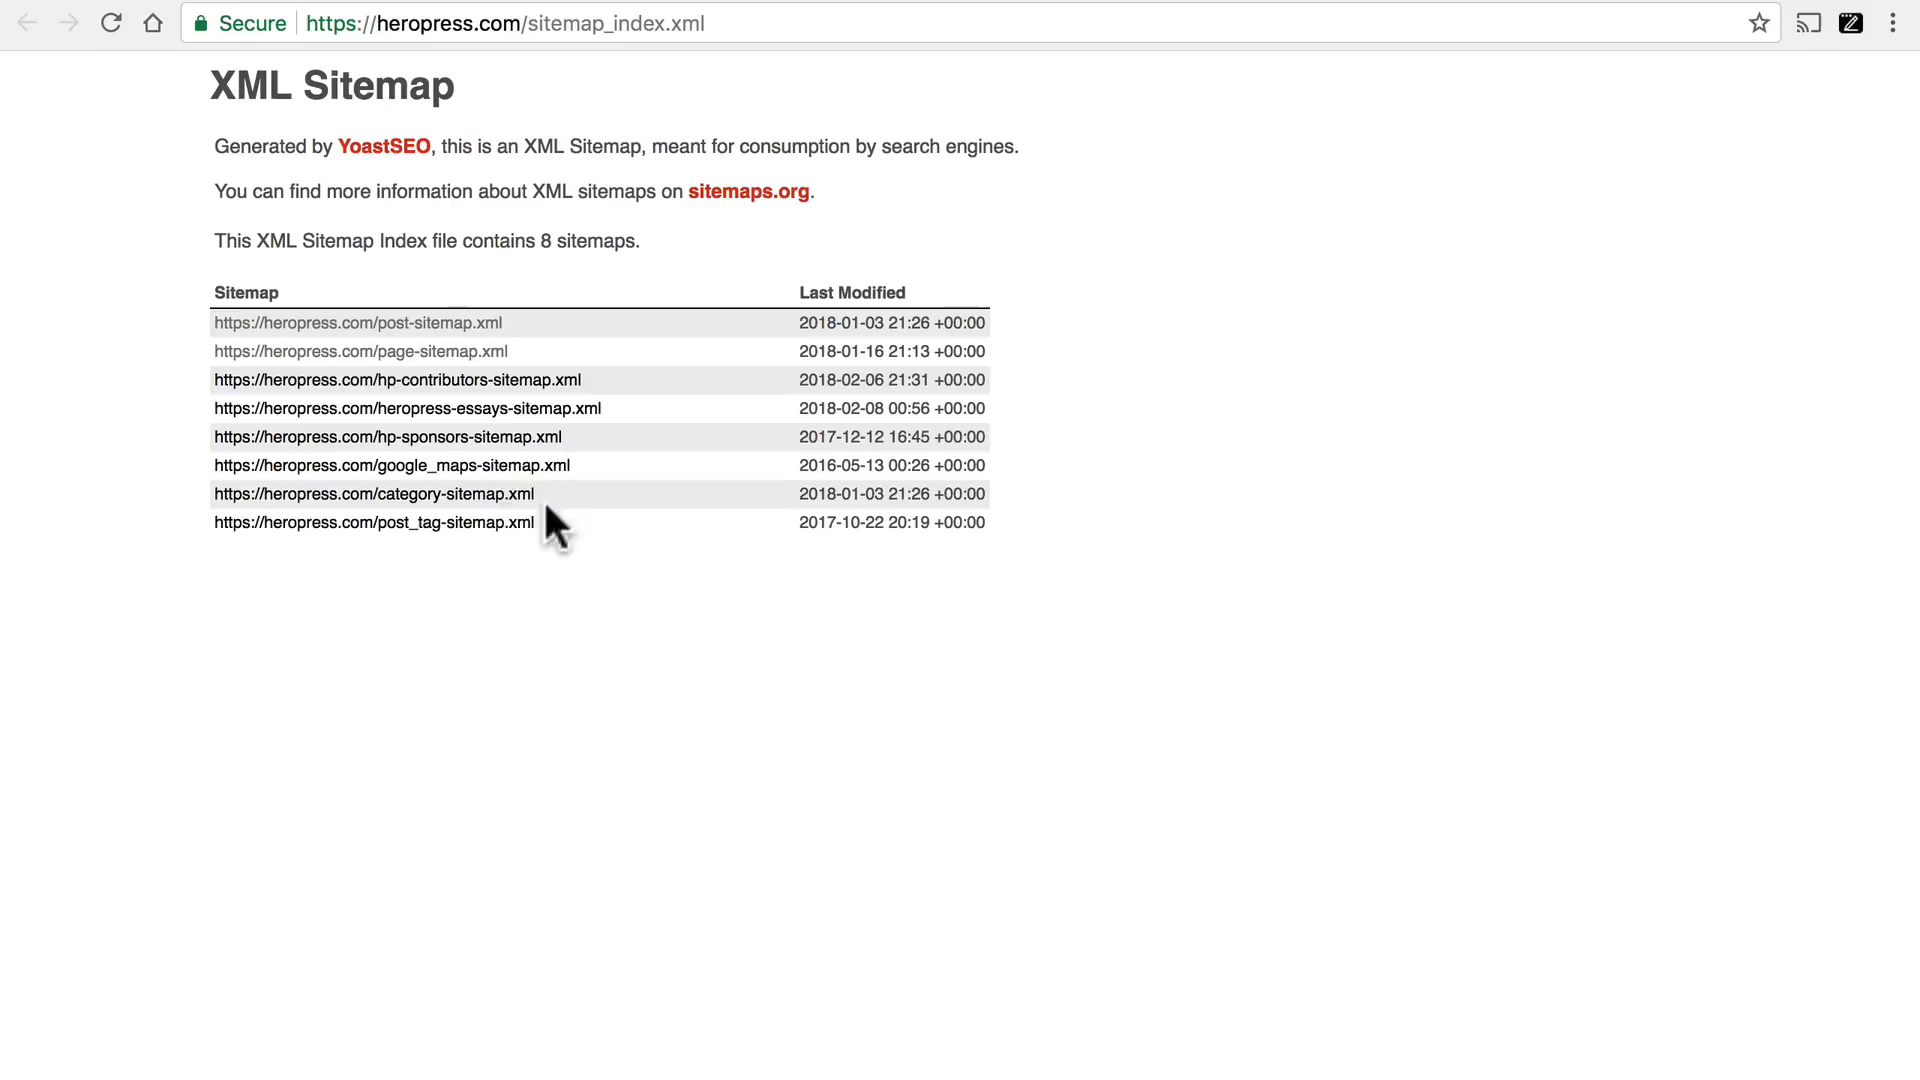 Secure https://heropress.com/sitemap_index.xml
XML Sitemap
Generated by YoastSEO, this is an XML Sitemap, meant for consumption by search engines.
You can find more information about XML sitemaps on sitemaps.org.
This XML Sitemap Index file contains 8 sitemaps.
Sitemap Last Modified
https://heropress.com/post-sitemap.xml 2018-01-03 21:26 +00:00
https://heropress.com/page-sitemap.xml 2018-01-16 21:13 +00:00
https://heropress.com/hp-contributors-sitemap.xml 2018-02-06 21:31 +00:00
https://heropress.com/heropress-essays-sitemap.xml 2018-02-08 00:56 +00:00
https://heropress.com/hp-sponsors-sitemap.xml 2017-12-12 16:45 +00:00
https://heropress.com/google_maps-sitemap.xml 2016-05-13 00:26 +00:00
https://heropress.com/category-sitemap.xml 2018-01-03 21:26 +00:00
https://heropress.com/post_tag-sitemap.xml 2017-10-22 20:19 +00:00